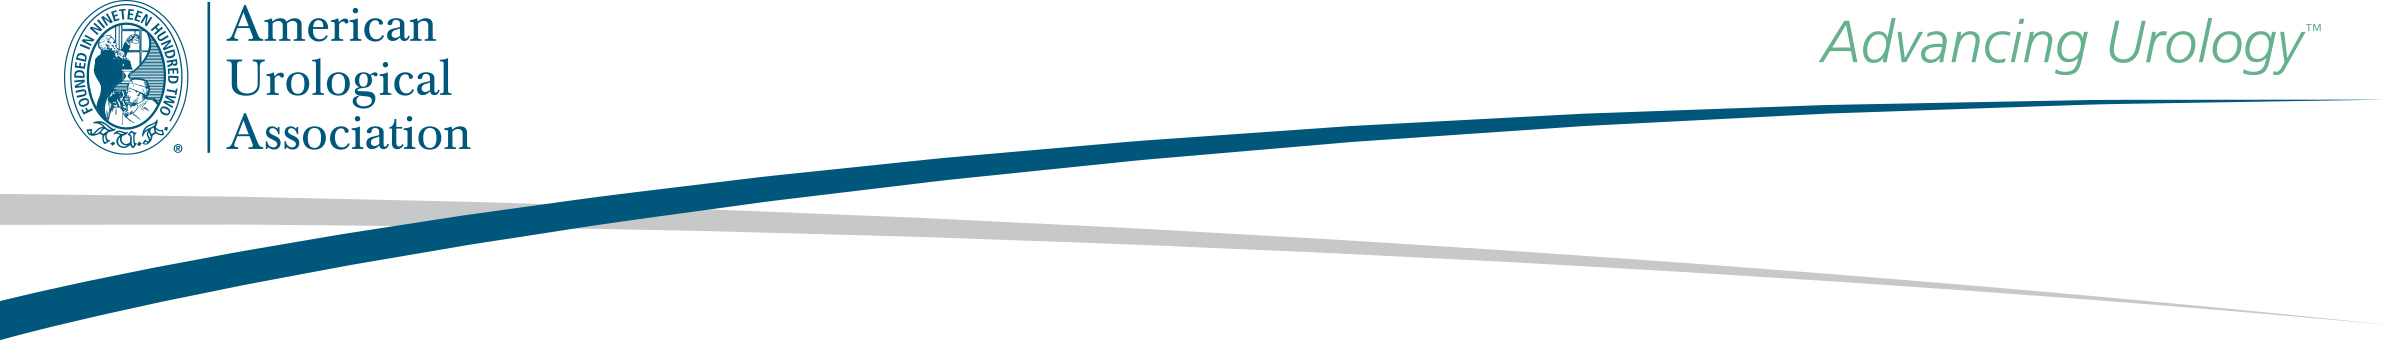 FOUNDED IN NINETEEN HUNDRED TWO
A.U.A.
®
American
Urological
Association
Advancing Urology™